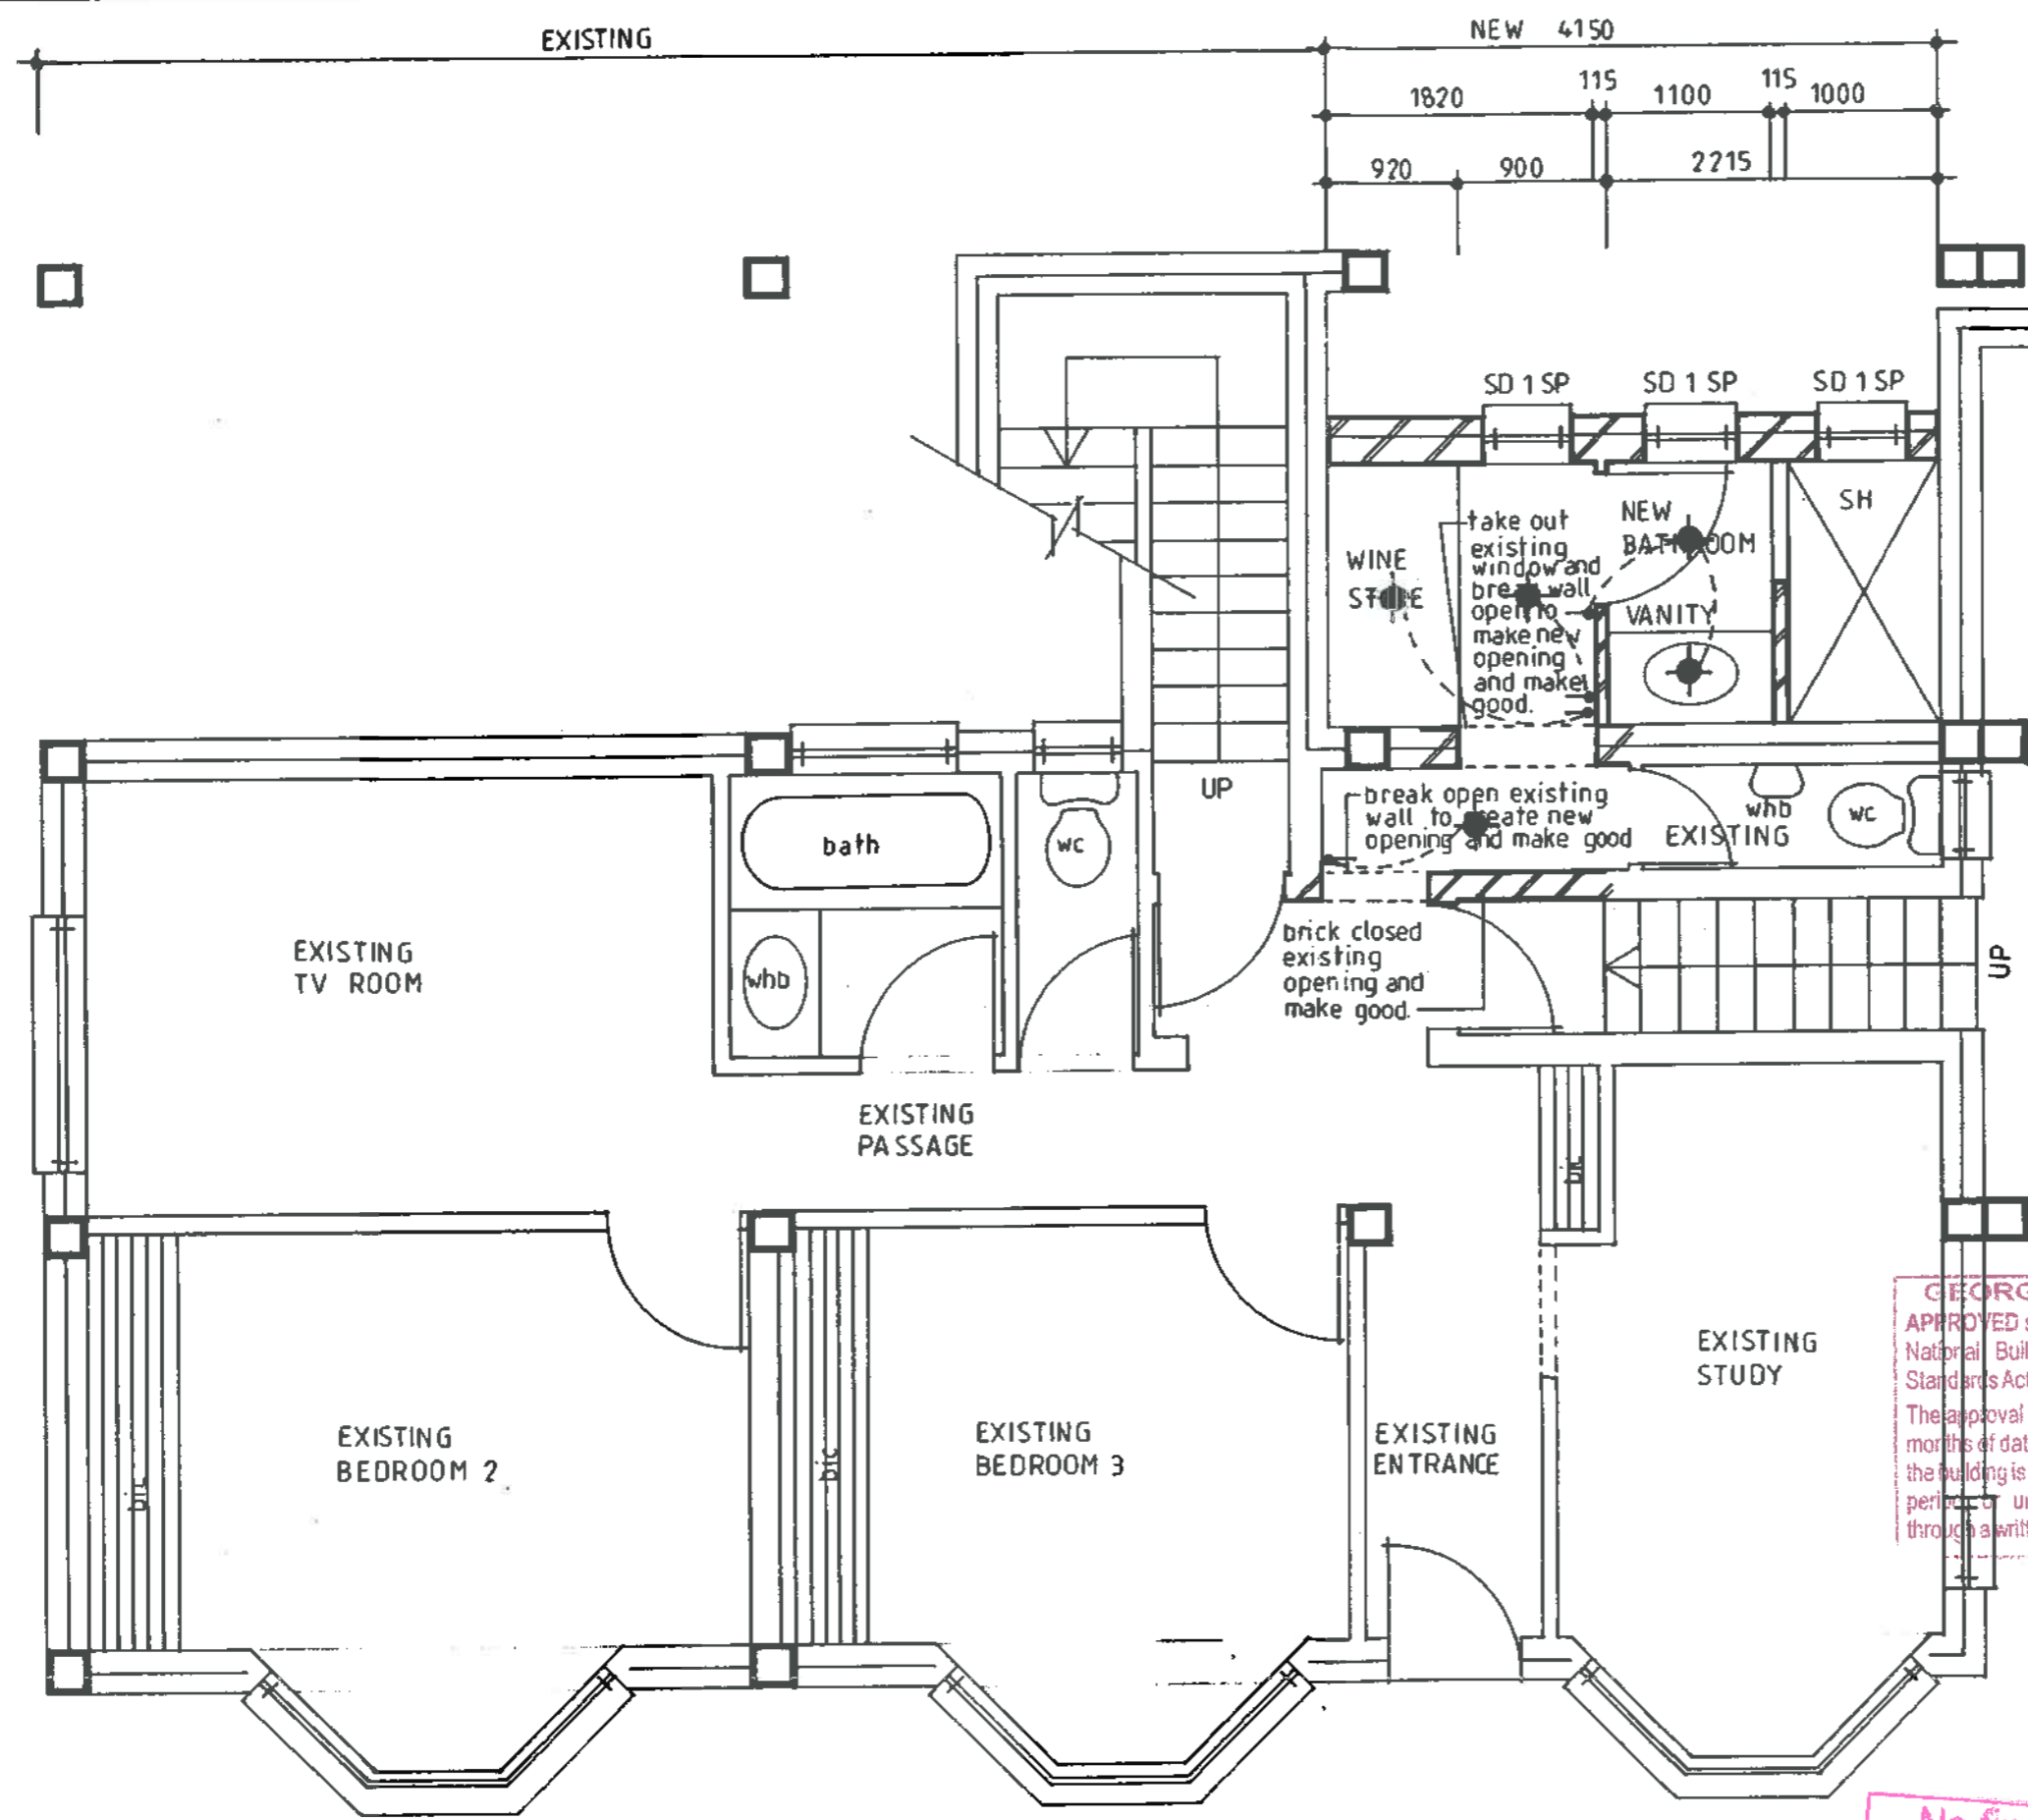 EXISTING
NEW 4150
1820 115 1100 115 1000
920 900 2215
SD 1 SP
SD 1 SP
SD 1 SP
WINE
STORE
take out
existing
window and
break wall
open to
make new
opening
and make
good.
NEW
BATHROOM
VANITY
SH
UP
break open existing
wall to create new
opening and make good
EXISTING
whb
WC
bath
WC
whb
EXISTING
TV ROOM
brick closed
existing
opening and
make good.
UP
EXISTING
PASSAGE
bic
EXISTING
STUDY
EXISTING
BEDROOM 2
bic
EXISTING
BEDROOM 3
bic
EXISTING
ENTRANCE
GEORG
APPROVED s
National Buil
Standards Act
The approval
months of dat
the building is
period or un
through a writt